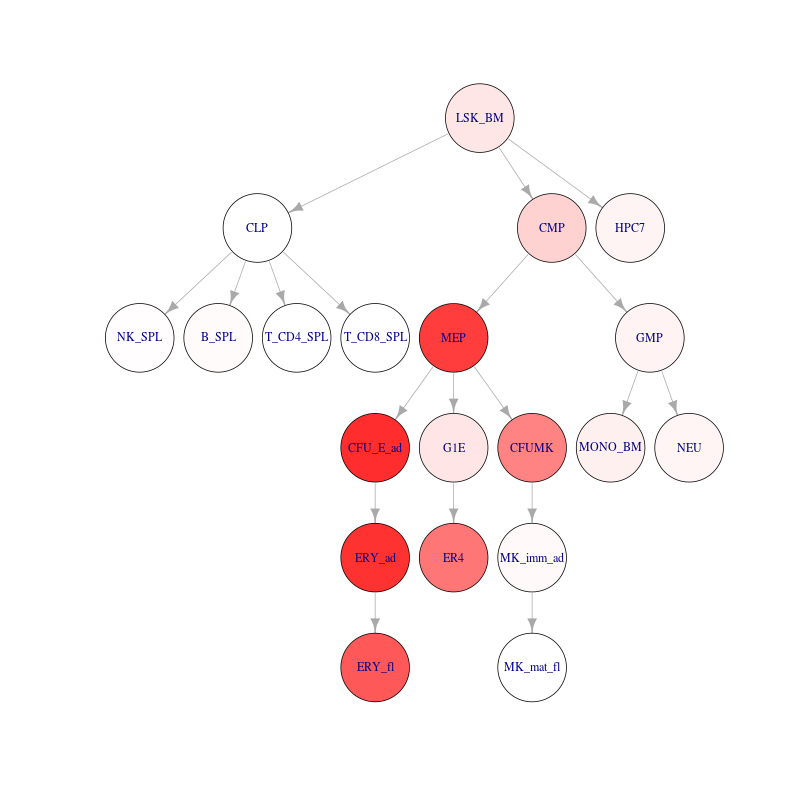 LSK_BM
CLP
CMP
HPC7
NK_SPL
B_SPL
T_CD4_SPL
T_CD8_SPL
MEP
GMP
CFU_E_ad
G1E
CFUMK
MONO_BM
NEU
ERY_ad
ER4
MK_imm_ad
ERY_fl
MK_mat_fl